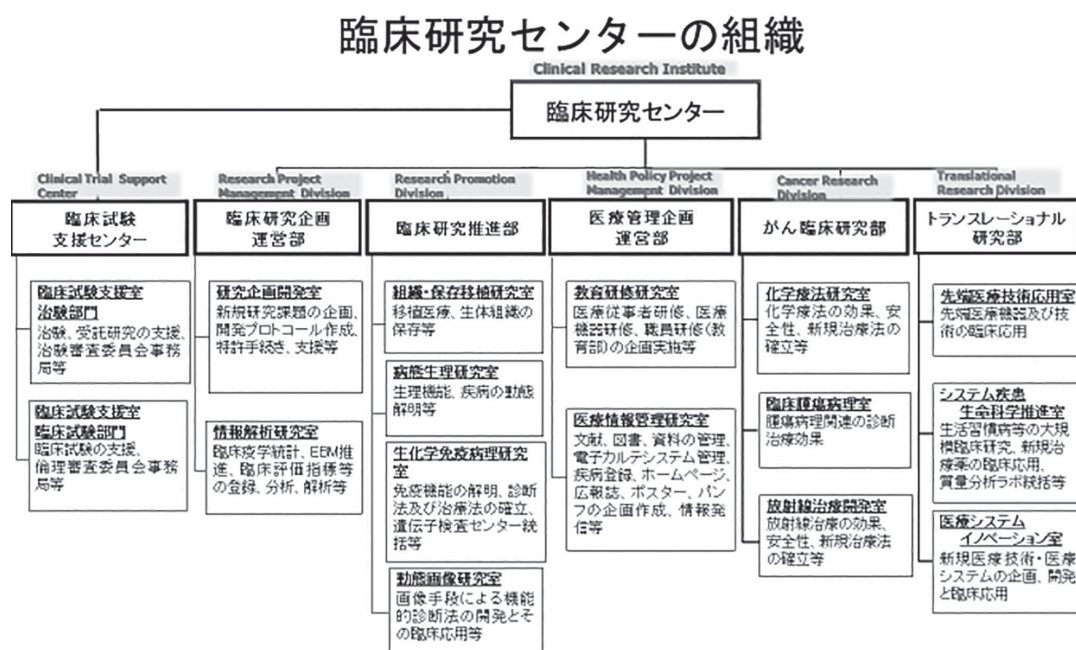 臨床研究センターの組織
Clinical Research Institute
臨床研究センター
Clinical Trial Support
Center
臨床試験
支援センター
臨床試験支援室
治験部門
治験、受託研究の支援、
治験審査委員会事務
局等
臨床試験支援室
臨床試験部門
臨床試験の支援、
倫理審査委員会事務
局等
Research Project
Management Division
臨床研究企画
運営部
研究企画開発室
新規研究課題の企画、
開発プロトコール作成、
特許手続き、支援等
情報解析研究室
臨床疫学統計、EBM推
進、臨床評価指標等
の登録、分析、解析等
Research Promotion
Division
臨床研究推進部
組織・保存移植研究室
移植医療、生体組織の
保存等
病態生理研究室
生理機能、疾病の動態
解明等
生化学免疫病理研究
室
免疫機能の解明、診断
法及び治療法の確立、
遺伝子検査センター統
括等
動態画像研究室
画像手段による機能
的診断法の開発とそ
の臨床応用等
Health Policy Project
Management Division
医療管理企画
運営部
教育研修研究室
医療従事者研修、医療
機器研修、職員研修(教
育部)の企画実施等
医療情報管理研究室
文献、図書、資料の管理、
電子カルテシステム管理、
疾病登録、ホームページ、
広報誌、ポスター、パン
フの企画作成、情報発
信等
Cancer Research
Division
がん臨床研究部
化学療法研究室
化学療法の効果、安
全性、新規治療法の
確立等
臨床腫瘍病理室
腫瘍病理関連の診断
治療効果
放射線治療開発室
放射線治療の効果、
安全性、新規治療法
の確立等
Translational
Research Division
トランスレーショナル
研究部
先端医療技術応用室
先端医療機器及び技
術の臨床応用
システム疾患
生命科学推進室
生活習慣病等の大規
模臨床研究、新規治
療薬の臨床応用、
質量分析ラボ統括等
医療システム
イノベーション室
新規医療技術・医療
システムの企画、開発
と臨床応用